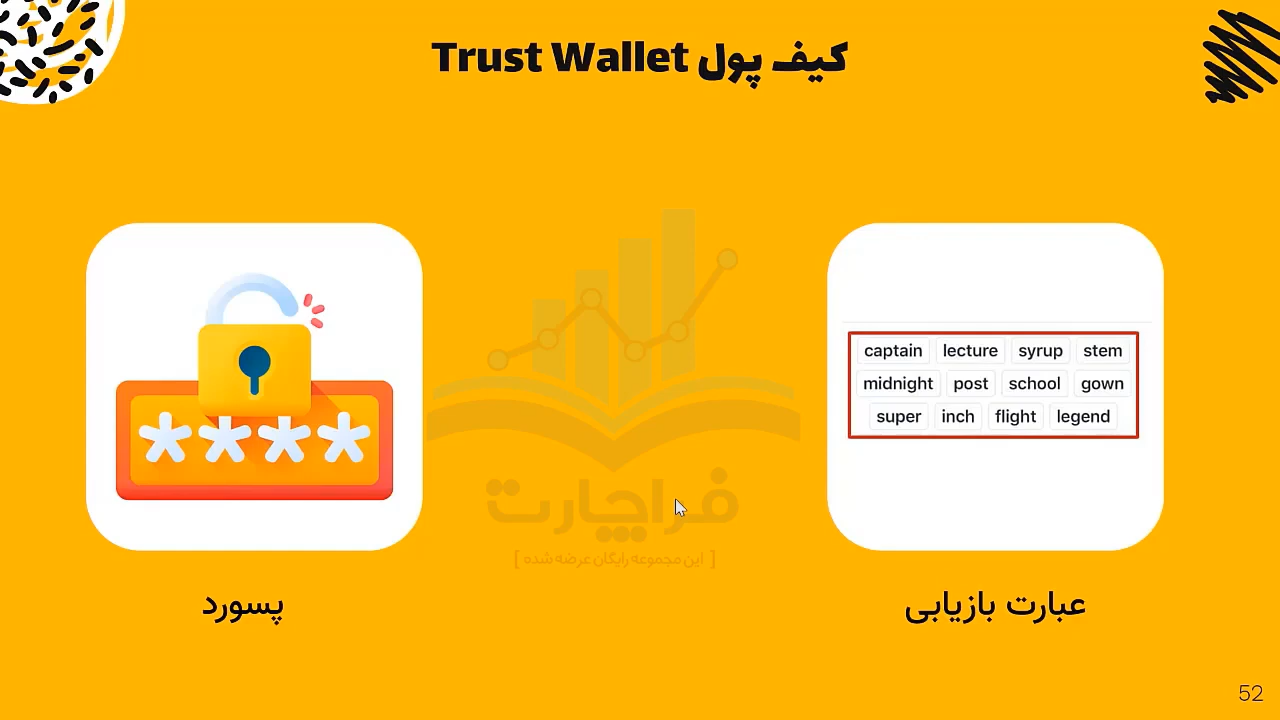 کیف پول Trust Wallet
captain lecture syrup stem
midnight post school gown
super inch flight legend
****
فراچارت
[ این مجموعه رایگان عرضه شده ]
عبارت بازیابی
پسورد
52